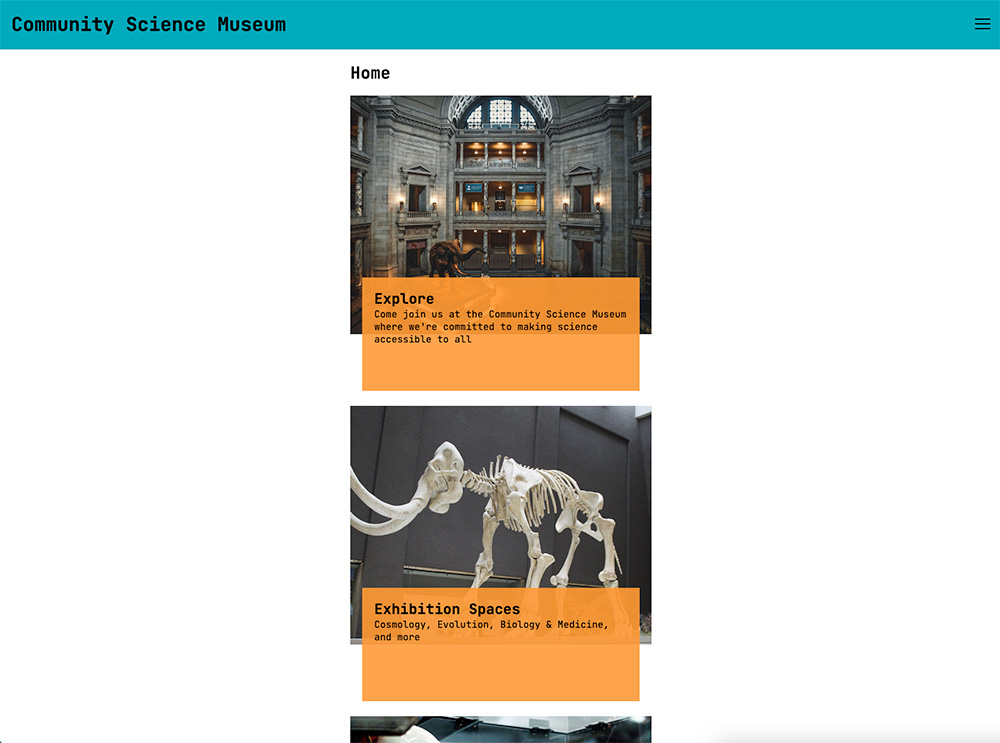 Community Science Museum
Home
Explore
Come join us at the Community Science Museum
where we're committed to making science
accessible to all
Exhibition Spaces
Cosmology, Evolution, Biology & Medicine,
and more